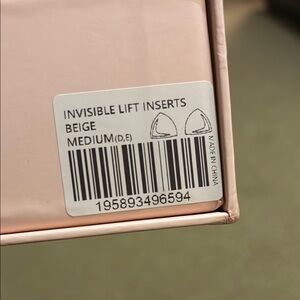 INVISIBLE LIFT INSERTS
BEIGE
MEDIUM(D,E)
MADE IN CHINA
195893496594